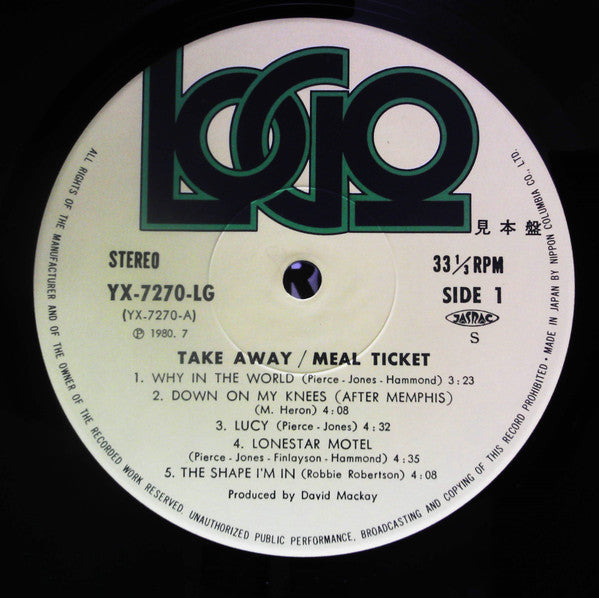 LOGO
見本盤
STEREO
33 1/3 RPM
YX-7270-LG
SIDE 1
(YX-7270-A)
JASRAC
℗ 1980. 7
S
TAKE AWAY / MEAL TICKET
1. WHY IN THE WORLD (Pierce - Jones - Hammond) 3:23
2. DOWN ON MY KNEES (AFTER MEMPHIS)
(M. Heron) 4:08
3. LUCY (Pierce - Jones) 4:32
4. LONESTAR MOTEL
(Pierce - Jones - Finlayson - Hammond) 4:35
5. THE SHAPE I'M IN (Robbie Robertson) 4:08
Produced by David Mackay
ALL RIGHTS OF THE MANUFACTURER AND OF THE OWNER OF THE RECORDED WORK RESERVED. UNAUTHORIZED PUBLIC PERFORMANCE, BROADCASTING AND COPYING OF THIS RECORD PROHIBITED • MADE IN JAPAN BY NIPPON COLUMBIA CO., LTD.